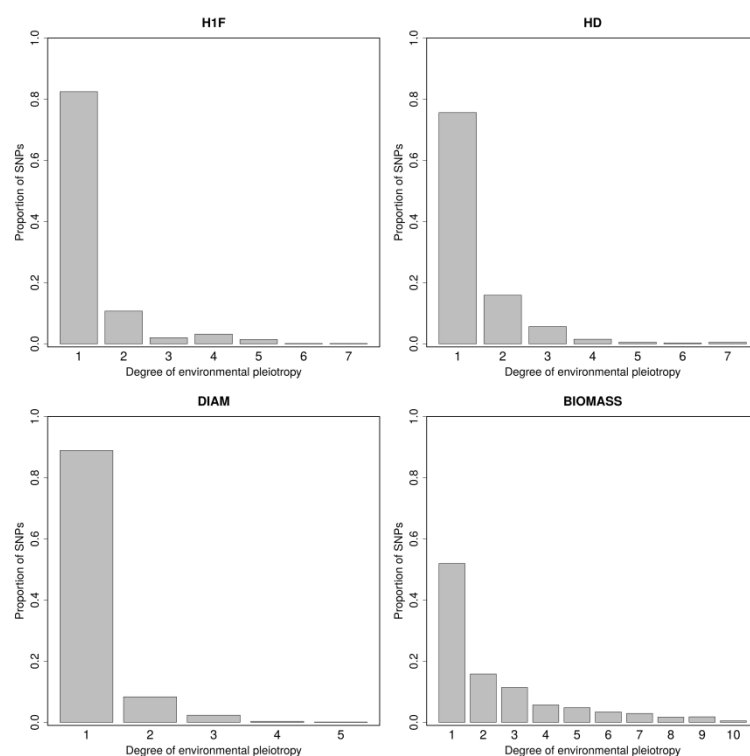 H1F
Proportion of SNPs
0.0 0.2 0.4 0.6 0.8 1.0
1 2 3 4 5 6 7
Degree of environmental pleiotropy
HD
Proportion of SNPs
0.0 0.2 0.4 0.6 0.8 1.0
1 2 3 4 5 6 7
Degree of environmental pleiotropy
DIAM
Proportion of SNPs
0.0 0.2 0.4 0.6 0.8 1.0
1 2 3 4 5
Degree of environmental pleiotropy
BIOMASS
Proportion of SNPs
0.0 0.2 0.4 0.6 0.8 1.0
1 2 3 4 5 6 7 8 9 10
Degree of environmental pleiotropy